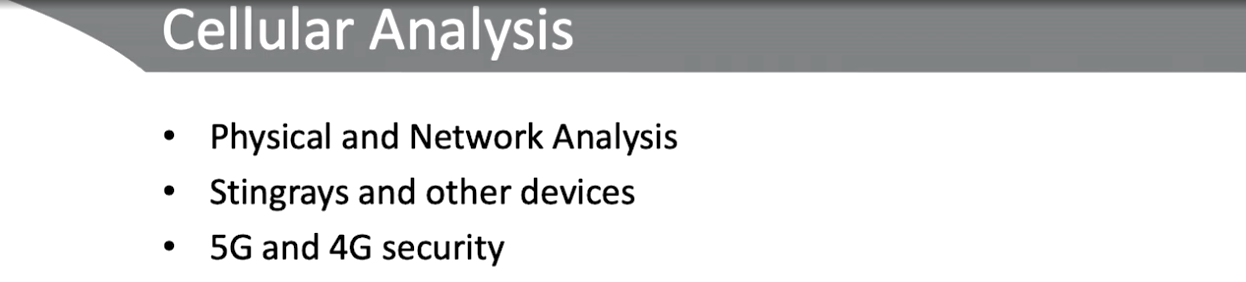 Cellular Analysis
• Physical and Network Analysis
• Stingrays and other devices
• 5G and 4G security